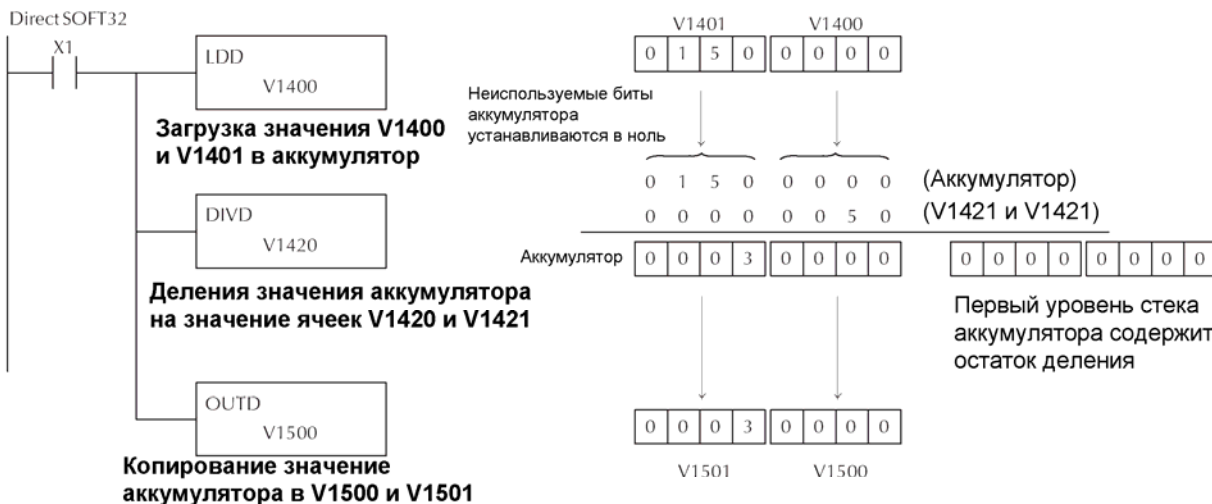 Direct SOFT32
X1
LDD
V1400
Загрузка значения V1400
и V1401 в аккумулятор
DIVD
V1420
Деления значения аккумулятора
на значение ячеек V1420 и V1421
OUTD
V1500
Копирование значение
аккумулятора в V1500 и V1501
V1401 V1400
0 1 5 0 0 0 0 0
Неиспользуемые биты
аккумулятора
устанавливаются в ноль
0 1 5 0 0 0 0 0 (Аккумулятор)
0 0 0 0 0 0 5 0 (V1421 и V1421)
Аккумулятор 0 0 0 3 0 0 0 0 0 0 0 0 0 0 0 0
Первый уровень стека
аккумулятора содержит
остаток деления
0 0 0 3 0 0 0 0
V1501 V1500